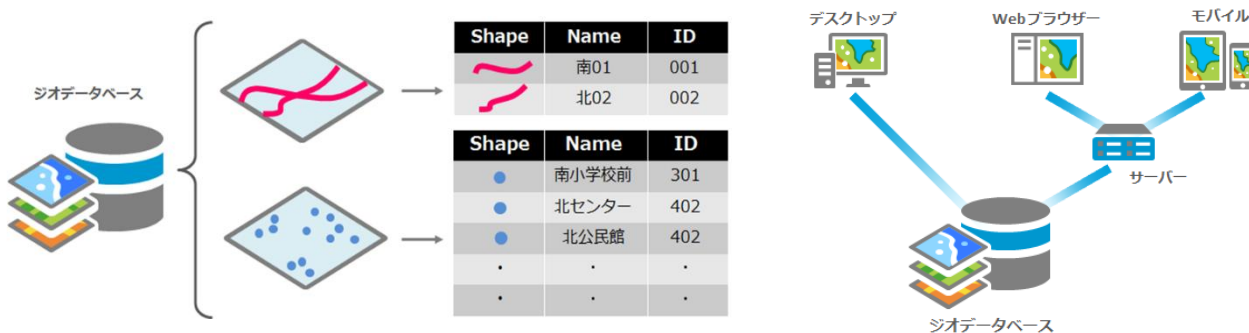 ジオデータベース
Shape Name ID
南01 001
北02 002
Shape Name ID
南小学校前 301
北センター 402
北公民館 402
· · ·
· · ·
デスクトップ
Webブラウザー
モバイル
サーバー
ジオデータベース